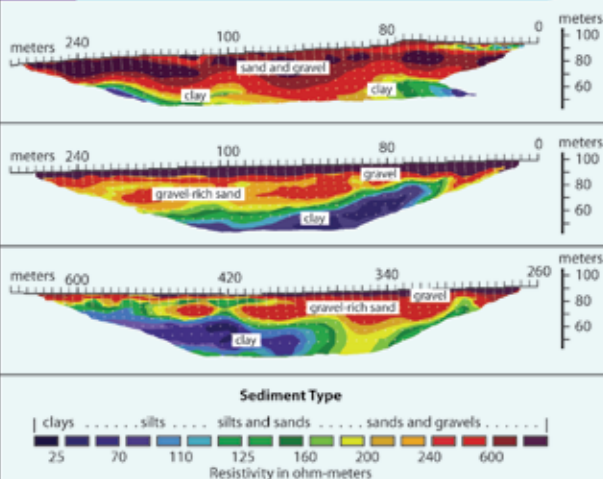 meters 240 100 80 0 meters
100
80
60
sand and gravel
clay clay
meters 240 100 80 0 meters
100
80
60
gravel
gravel-rich sand
clay
meters 600 420 340 260 meters
100
80
60
gravel
gravel-rich sand
clay
Sediment Type
| clays . . . . . . silts . . . . . silts and sands . . . . . sands and gravels . . . . . . |
25 70 110 125 160 200 240 600
Resistivity in ohm-meters